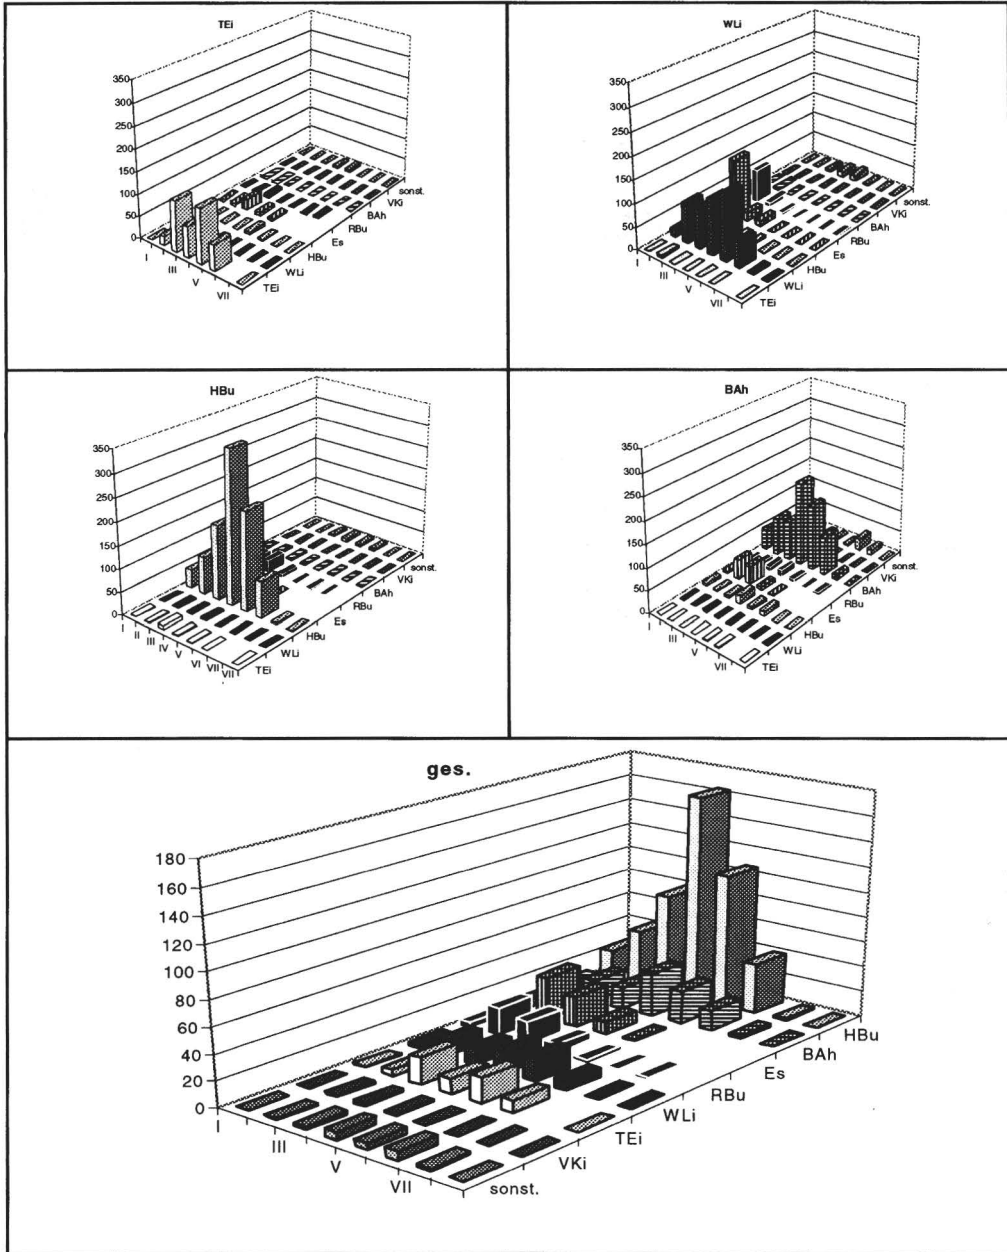 TEi
350
300
250
200
150
100
50
0
I
III
V
VII
TEi
WLi
HBu
Es
RBu
BAh
VKi
sonst.
WLi
350
300
250
200
150
100
50
0
I
III
V
VII
TEi
WLi
HBu
Es
RBu
BAh
VKi
sonst.
HBu
350
300
250
200
150
100
50
0
I
II
III
IV
V
VI
VII
VII
TEi
WLi
HBu
Es
RBu
BAh
VKi
sonst.
BAh
350
300
250
200
150
100
50
0
I
III
V
VII
TEi
WLi
HBu
Es
RBu
BAh
VKi
sonst.
ges.
180
160
140
120
100
80
60
40
20
0
I
III
V
VII
sonst.
VKi
TEi
WLi
RBu
Es
BAh
HBu